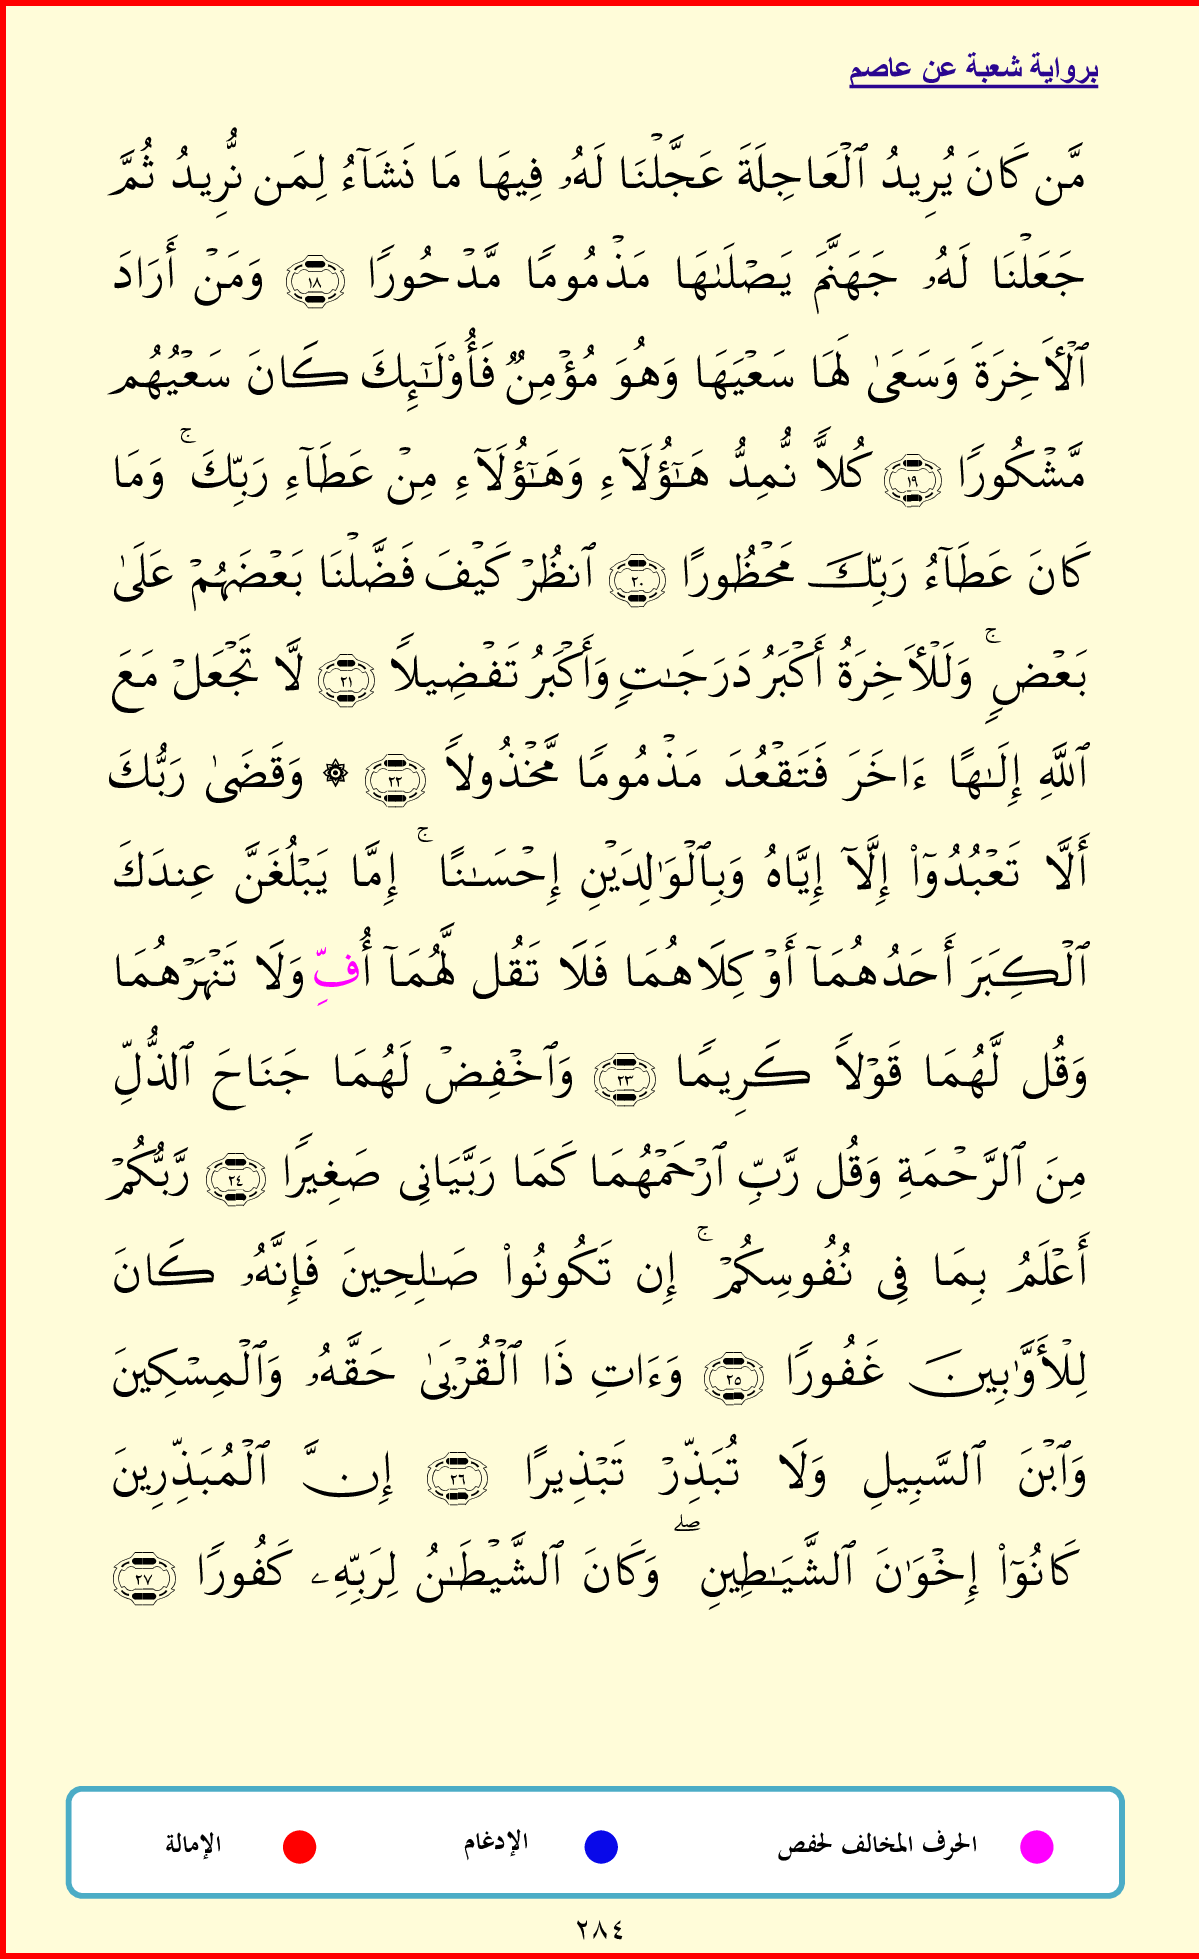 برواية شعبة عن عاصم
مَّن كَانَ يُرِيدُ ٱلْعَاجِلَةَ عَجَّلْنَا لَهُۥ فِيهَا مَا نَشَآءُ لِمَن نُّرِيدُ ثُمَّ
جَعَلْنَا لَهُۥ جَهَنَّمَ يَصْلَىٰهَا مَذْمُومًا مَّدْحُورًا ١٨ وَمَنْ أَرَادَ
ٱلْأَخِرَةَ وَسَعَىٰ لَهَا سَعْيَهَا وَهُوَ مُؤْمِنٌ فَأُوْلَـٰٓئِكَ كَانَ سَعْيُهُم
مَّشْكُورًا ١٩ كُلاًّ نُّمِدُّ هَـٰٓؤُلَآءِ وَهَـٰٓؤُلَآءِ مِنْ عَطَآءِ رَبِّكَ ۚ وَمَا
كَانَ عَطَآءُ رَبِّكَ مَحْظُورًا ٢٠ ٱنظُرْ كَيْفَ فَضَّلْنَا بَعْضَهُمْ عَلَىٰ
بَعْضٍ ۚ وَلَلْأَخِرَةُ أَكْبَرُ دَرَجَـٰتٍ وَأَكْبَرُ تَفْضِيلاً ٢١ لَّا تَجْعَلْ مَعَ
ٱللَّهِ إِلَـٰهًا ءَاخَرَ فَتَقْعُدَ مَذْمُومًا مَّخْذُولاً ٢٢ ۞ وَقَضَىٰ رَبُّكَ
أَلَّا تَعْبُدُوٓاْ إِلَّآ إِيَّاهُ وَبِٱلْوَٰلِدَيْنِ إِحْسَـٰنًا ۚ إِمَّا يَبْلُغَنَّ عِندَكَ
ٱلْكِبَرَ أَحَدُهُمَآ أَوْ كِلَاهُمَا فَلَا تَقُل لَّهُمَآ أُفِّ وَلَا تَنْهَرْهُمَا
وَقُل لَّهُمَا قَوْلاً كَرِيمًا ٢٣ وَٱخْفِضْ لَهُمَا جَنَاحَ ٱلذُّلِّ
مِنَ ٱلرَّحْمَةِ وَقُل رَّبِّ ٱرْحَمْهُمَا كَمَا رَبَّيَانِى صَغِيرًا ٢٤ رَّبُّكُمْ
أَعْلَمُ بِمَا فِى نُفُوسِكُمْ ۚ إِن تَكُونُواْ صَـٰلِحِينَ فَإِنَّهُۥ كَانَ
لِلْأَوَّٰبِينَ غَفُورًا ٢٥ وَءَاتِ ذَا ٱلْقُرْبَىٰ حَقَّهُۥ وَٱلْمِسْكِينَ
وَٱبْنَ ٱلسَّبِيلِ وَلَا تُبَذِّرْ تَبْذِيرًا ٢٦ إِنَّ ٱلْمُبَذِّرِينَ
كَانُوٓاْ إِخْوَٰنَ ٱلشَّيَـٰطِينِ ۖ وَكَانَ ٱلشَّيْطَـٰنُ لِرَبِّهِۦ كَفُورًا ٢٧
الحرف المخالف لحفص الإدغام الإمالة
٢٨٤